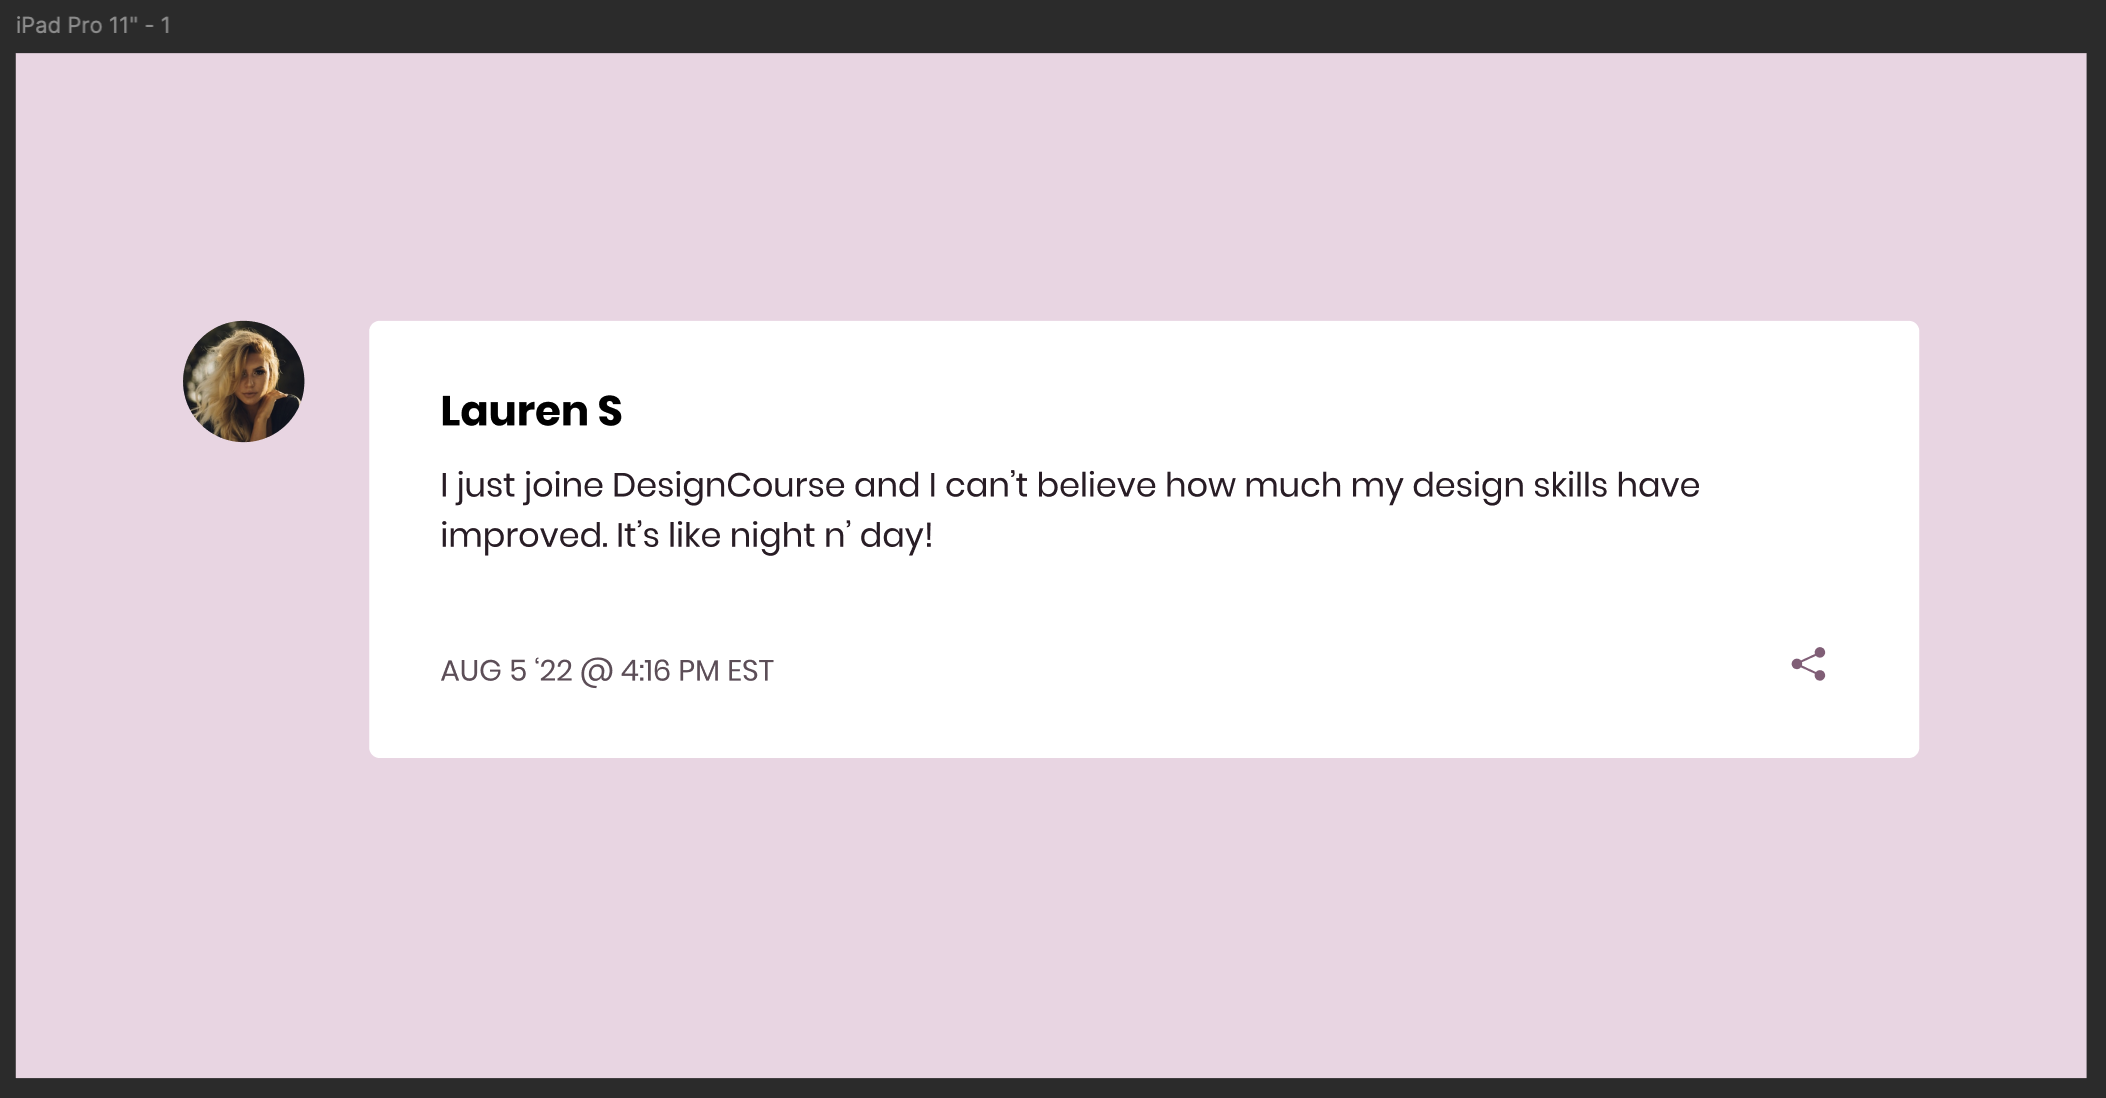 iPad Pro 11" - 1
Lauren S
I just joine DesignCourse and I can’t believe how much my design skills have
improved. It’s like night n’ day!
AUG 5 ‘22 @ 4:16 PM EST